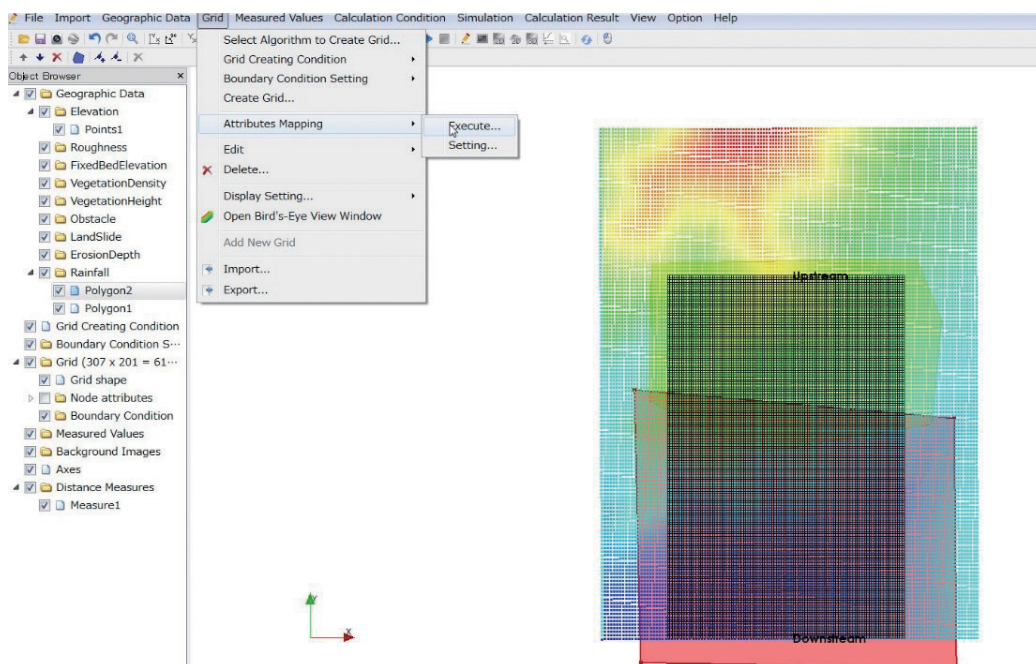 File Import Geographic Data Grid Measured Values Calculation Condition Simulation Calculation Result View Option Help
Select Algorithm to Create Grid...
Grid Creating Condition
Boundary Condition Setting
Create Grid...
Attributes Mapping
Execute...
Setting...
Edit
Delete...
Display Setting...
Open Bird's-Eye View Window
Add New Grid
Import...
Export...
Object Browser
Geographic Data
Elevation
Points1
Roughness
FixedBedElevation
VegetationDensity
VegetationHeight
Obstacle
LandSlide
ErosionDepth
Rainfall
Polygon2
Polygon1
Grid Creating Condition
Boundary Condition S···
Grid (307 x 201 = 61···
Grid shape
Node attributes
Boundary Condition
Measured Values
Background Images
Axes
Distance Measures
Measure1
Upstream
Downstream
Y
X